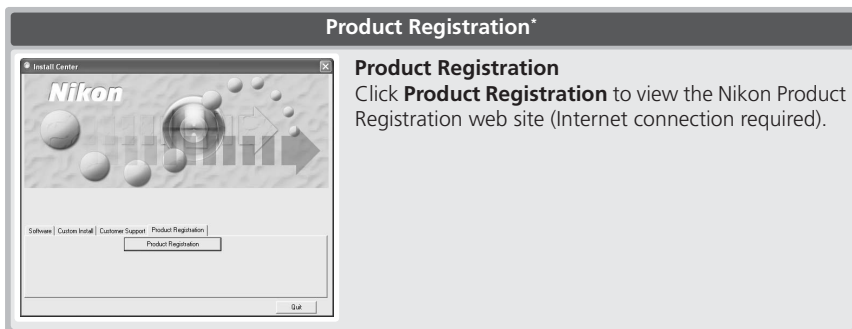 Product Registration*
Install Center
Nikon
Software | Custom Install | Customer Support | Product Registration |
Product Registration
Quit
Product Registration
Click Product Registration to view the Nikon Product
Registration web site (Internet connection required).